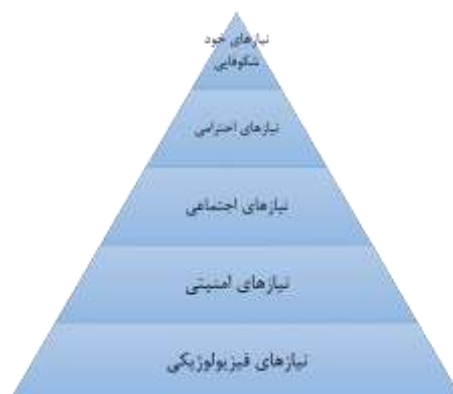 نیازهای خود
شکوفایی
نیازهای احترامی
نیازهای اجتماعی
نیازهای امنیتی
نیازهای فیزیولوژیکی